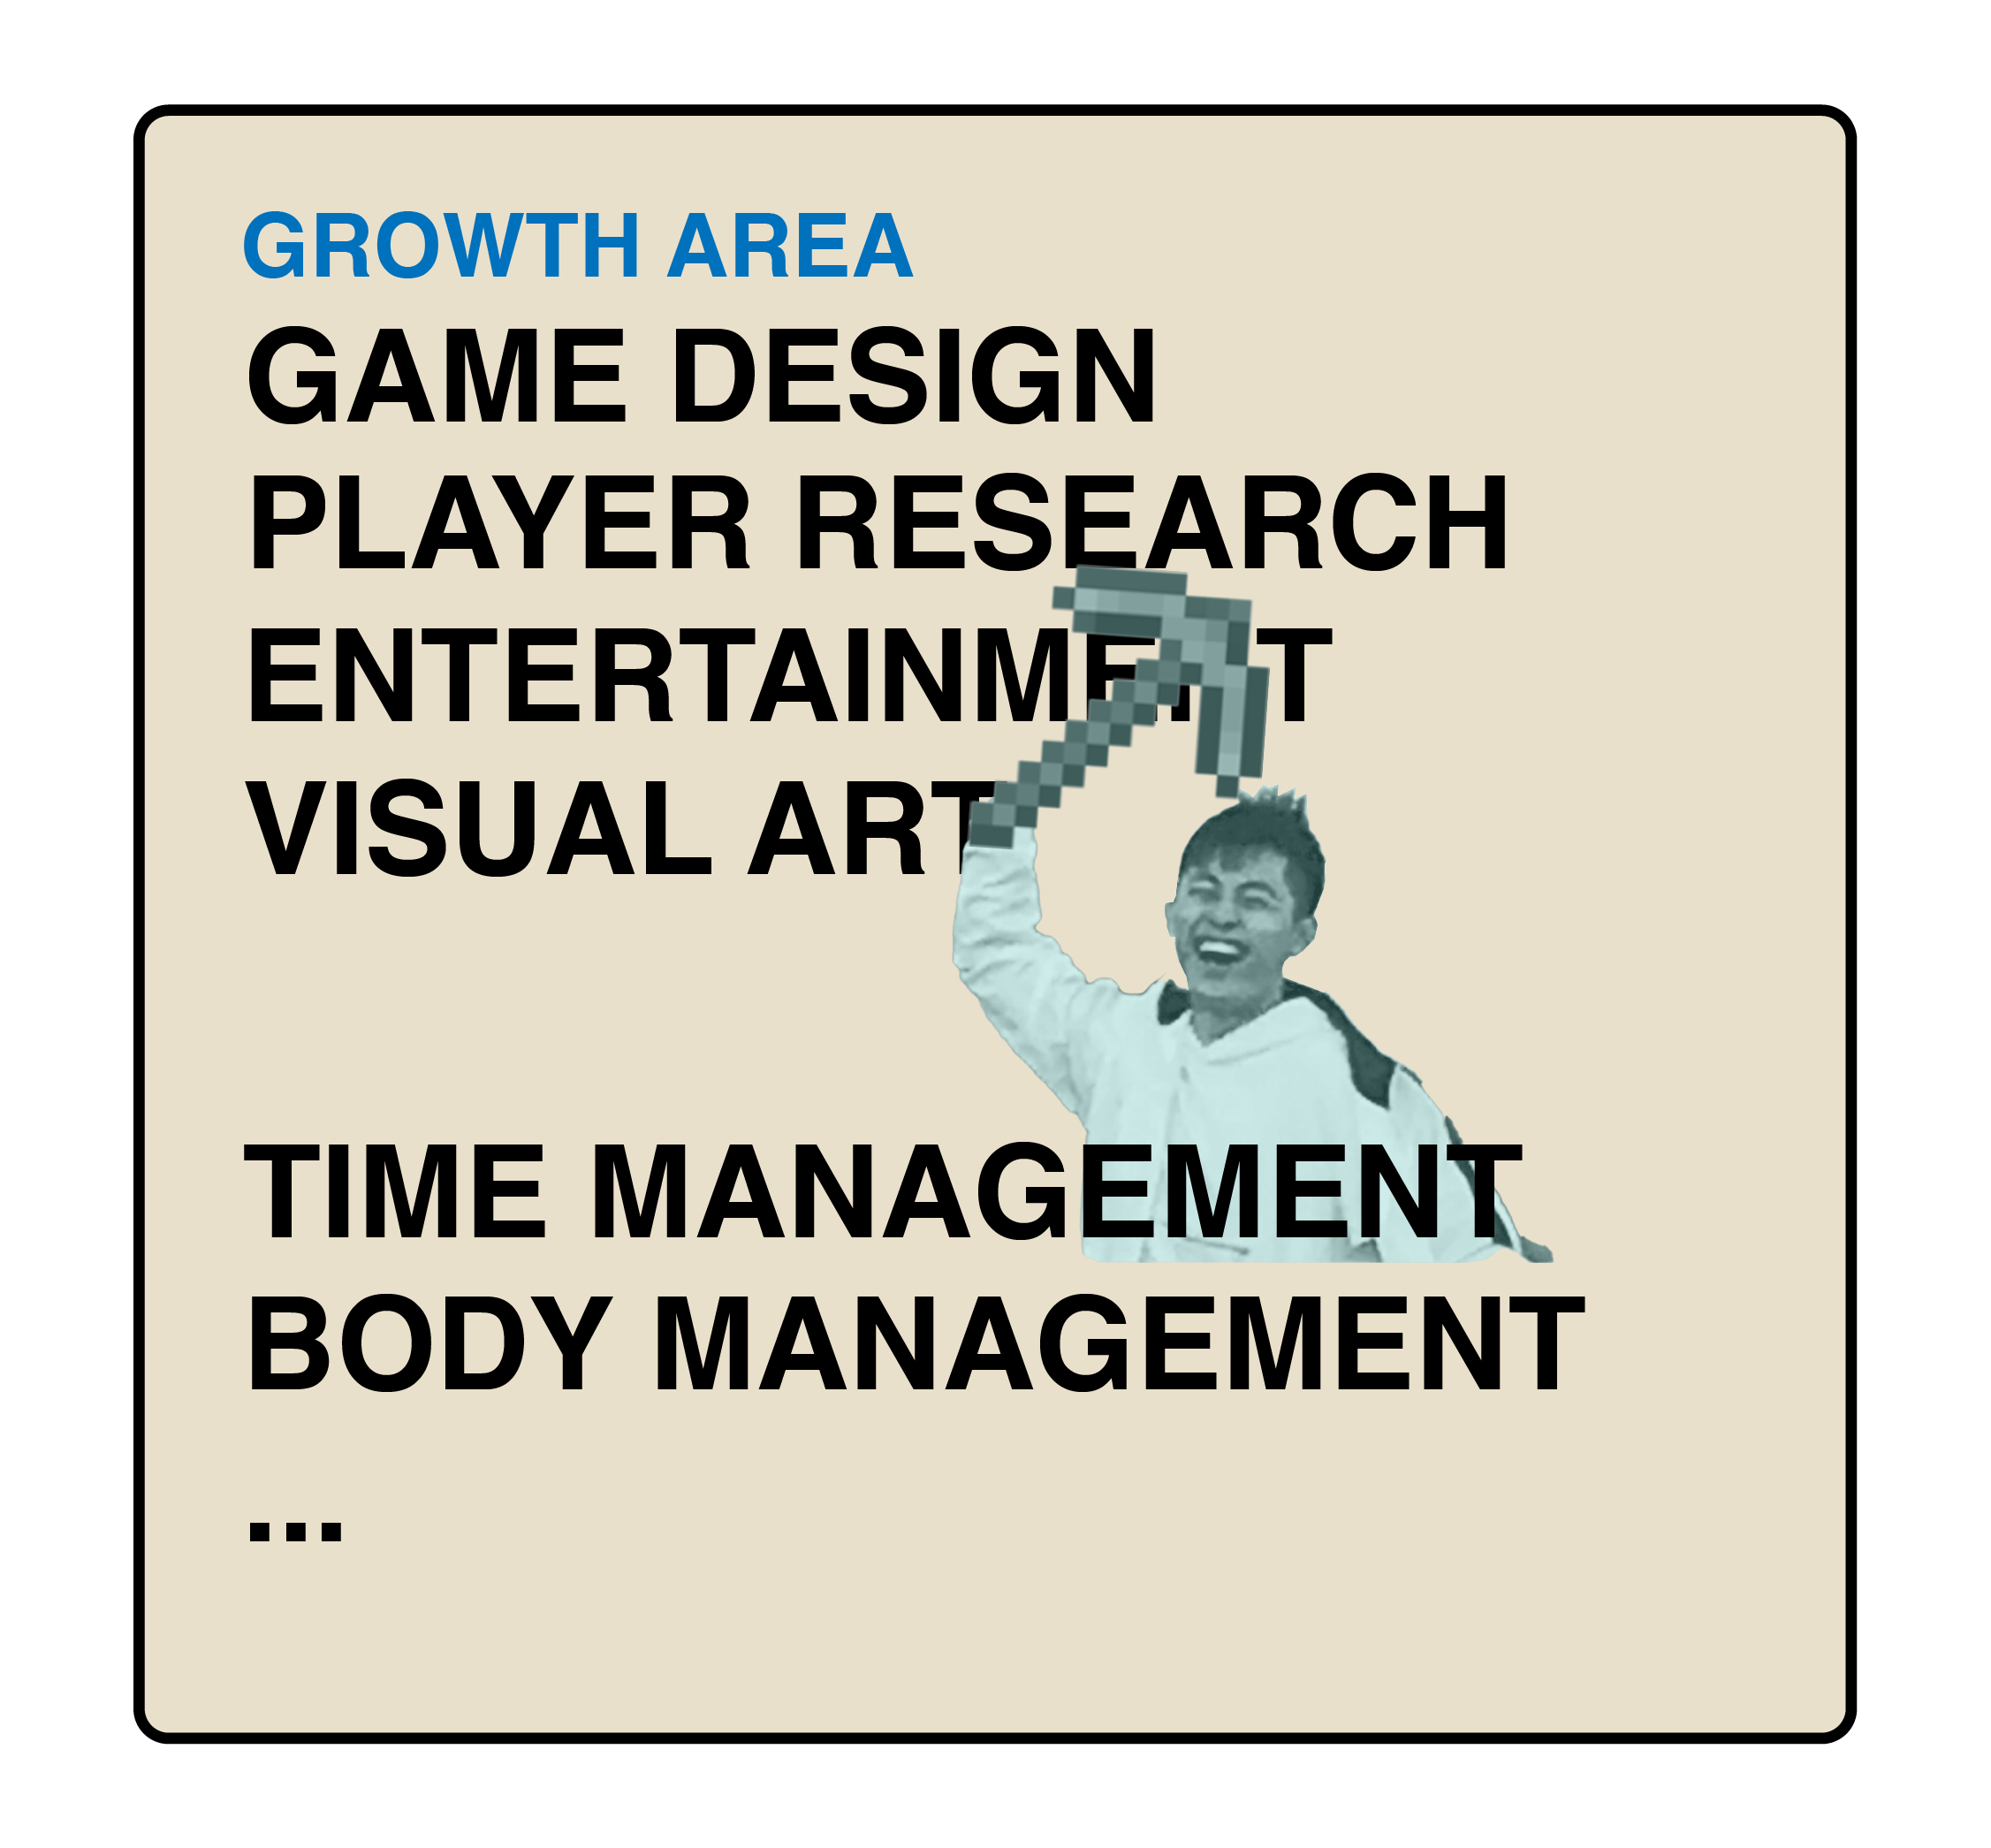 GROWTH AREA
GAME DESIGN
PLAYER RESEARCH
ENTERTAINMENT
VISUAL ART
TIME MANAGEMENT
BODY MANAGEMENT
...